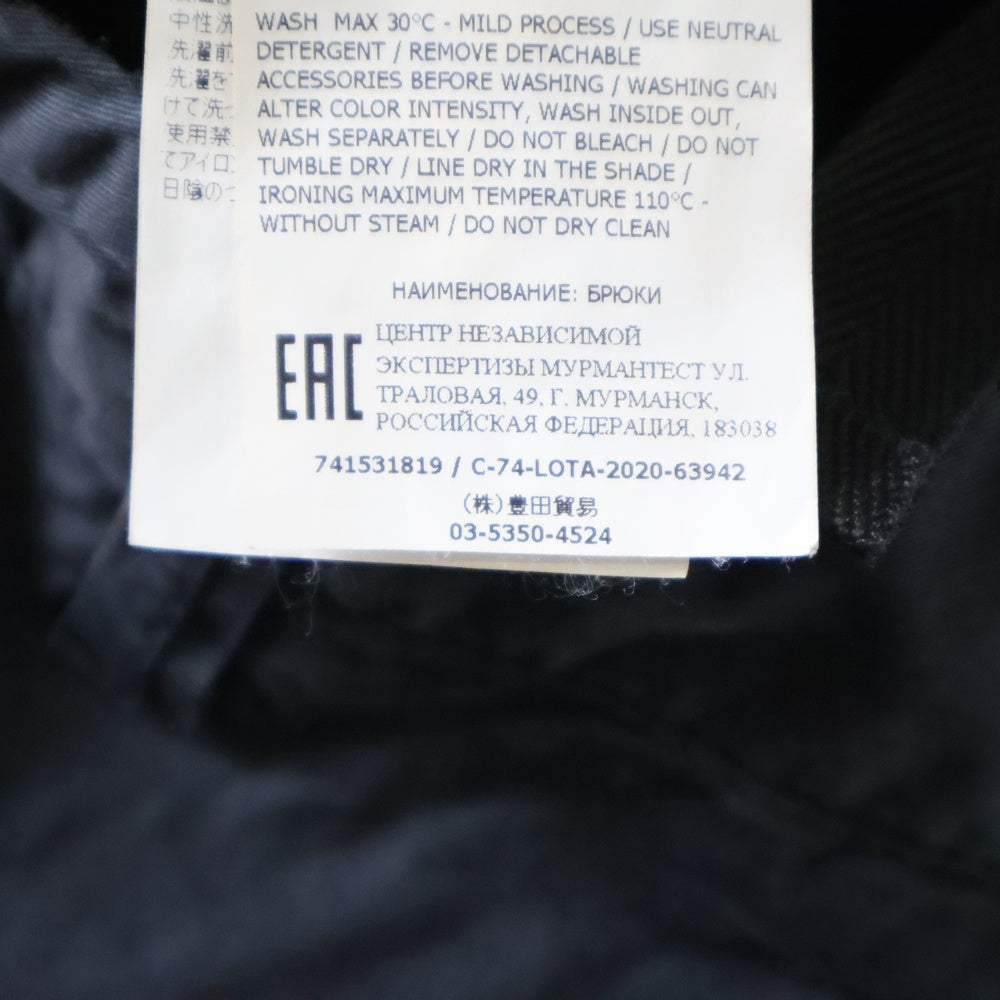 中性洗
洗濯前
洗濯を
けて洗っ
使用禁
てアイロ
日陰のつ
WASH MAX 30°C - MILD PROCESS / USE NEUTRAL
DETERGENT / REMOVE DETACHABLE
ACCESSORIES BEFORE WASHING / WASHING CAN
ALTER COLOR INTENSITY, WASH INSIDE OUT,
WASH SEPARATELY / DO NOT BLEACH / DO NOT
TUMBLE DRY / LINE DRY IN THE SHADE /
IRONING MAXIMUM TEMPERATURE 110°C -
WITHOUT STEAM / DO NOT DRY CLEAN
НАИМЕНОВАНИЕ: БРЮКИ
EAC
ЦЕНТР НЕЗАВИСИМОЙ
ЭКСПЕРТИЗЫ МУРМАНТЕСТ УЛ.
ТРАЛОВАЯ, 49, Г. МУРМАНСК,
РОССИЙСКАЯ ФЕДЕРАЦИЯ, 183038
741531819 / C-74-LOTA-2020-63942
(株)豊田貿易
03-5350-4524